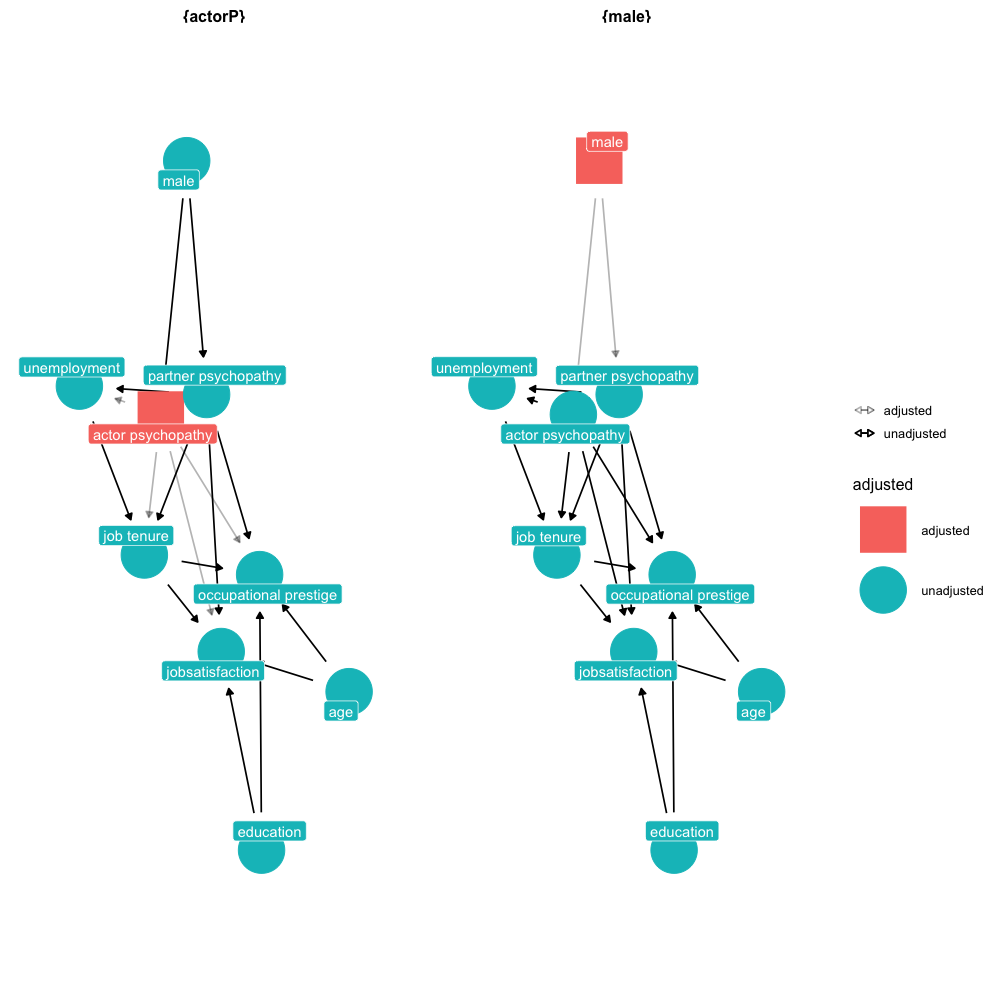 {actorP}
male
unemployment
partner psychopathy
actor psychopathy
job tenure
occupational prestige
jobsatisfaction
age
education
{male}
male
unemployment
partner psychopathy
actor psychopathy
job tenure
occupational prestige
jobsatisfaction
age
education
adjusted
unadjusted
adjusted
adjusted
unadjusted